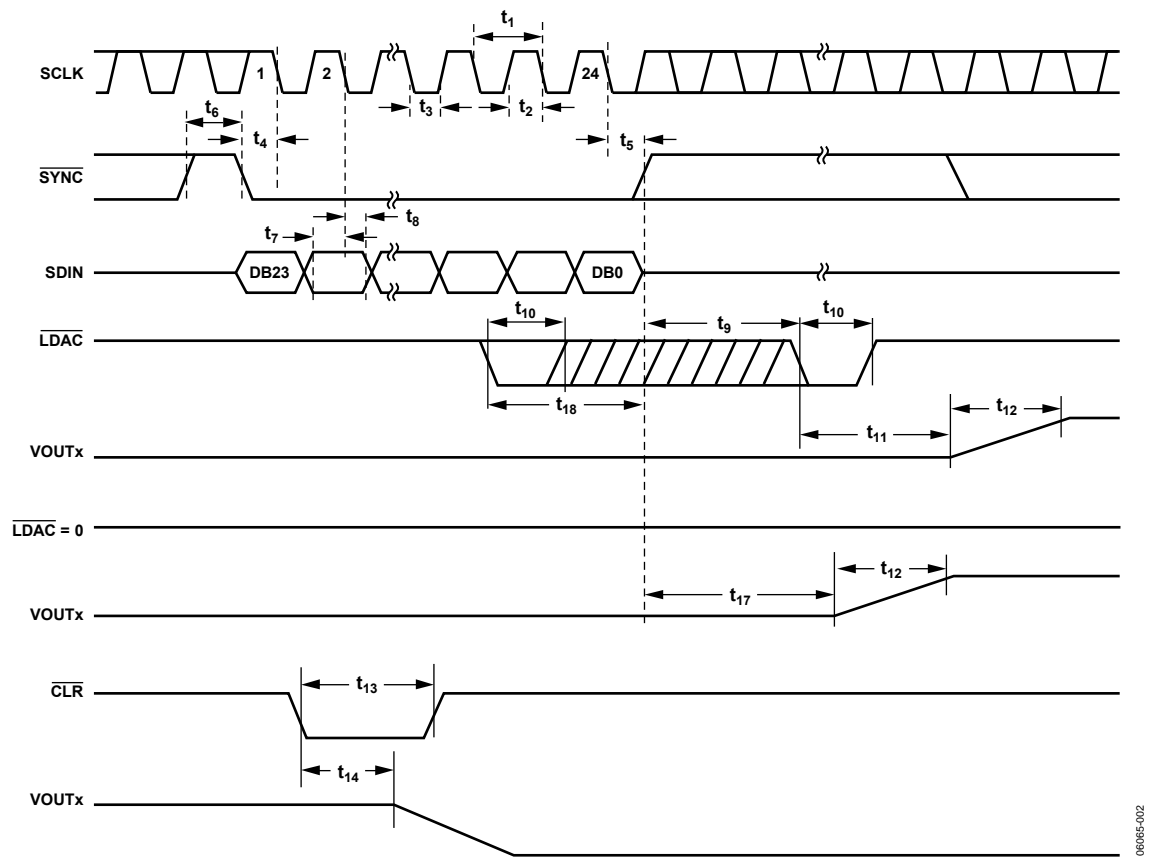 t1
SCLK
1
2
24
t3
t2
t6
t4
t5
SYNC
t8
t7
SDIN
DB23
DB0
t10
t9
t10
LDAC
t18
t12
t11
VOUTx
LDAC = 0
t12
t17
VOUTx
t13
CLR
t14
VOUTx
06065-002